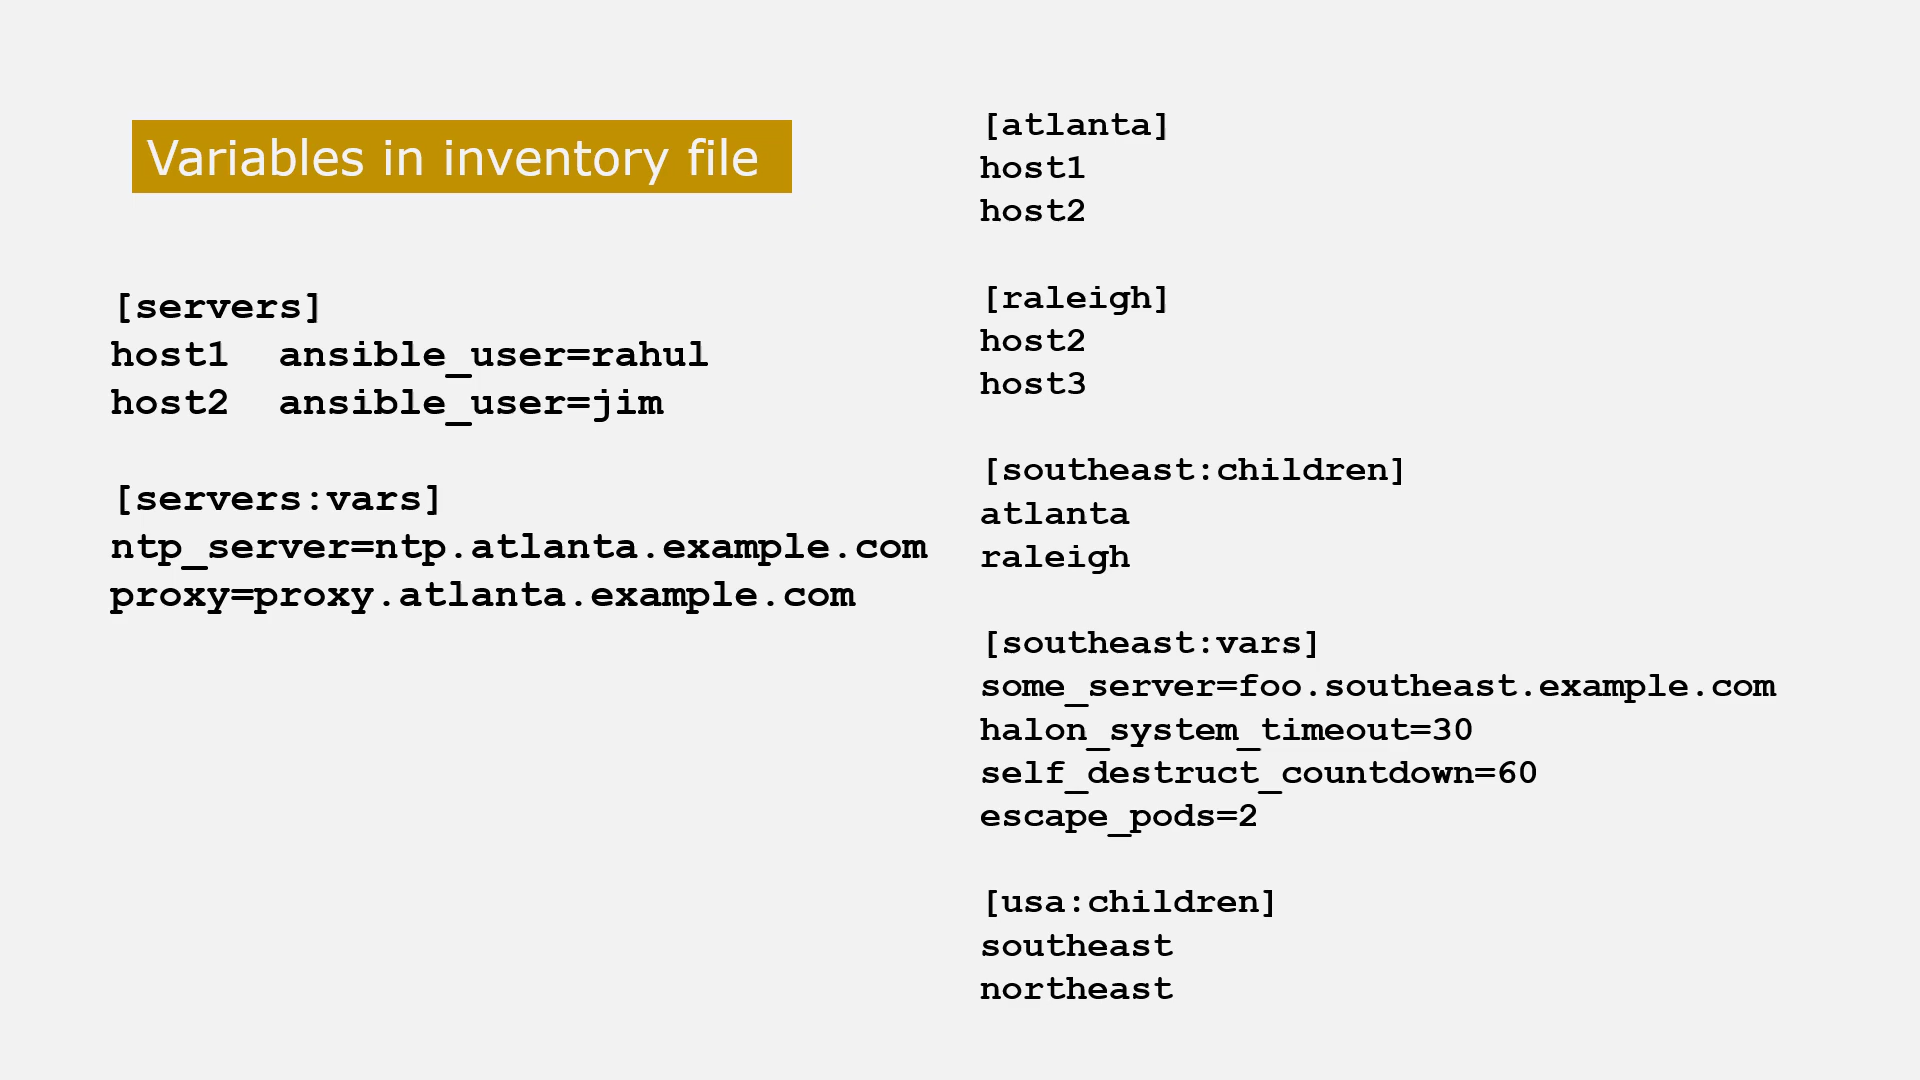 Variables in inventory file
[servers]
host1  ansible_user=rahul
host2  ansible_user=jim
[servers:vars]
ntp_server=ntp.atlanta.example.com
proxy=proxy.atlanta.example.com
[atlanta]
host1
host2
[raleigh]
host2
host3
[southeast:children]
atlanta
raleigh
[southeast:vars]
some_server=foo.southeast.example.com
halon_system_timeout=30
self_destruct_countdown=60
escape_pods=2
[usa:children]
southeast
northeast